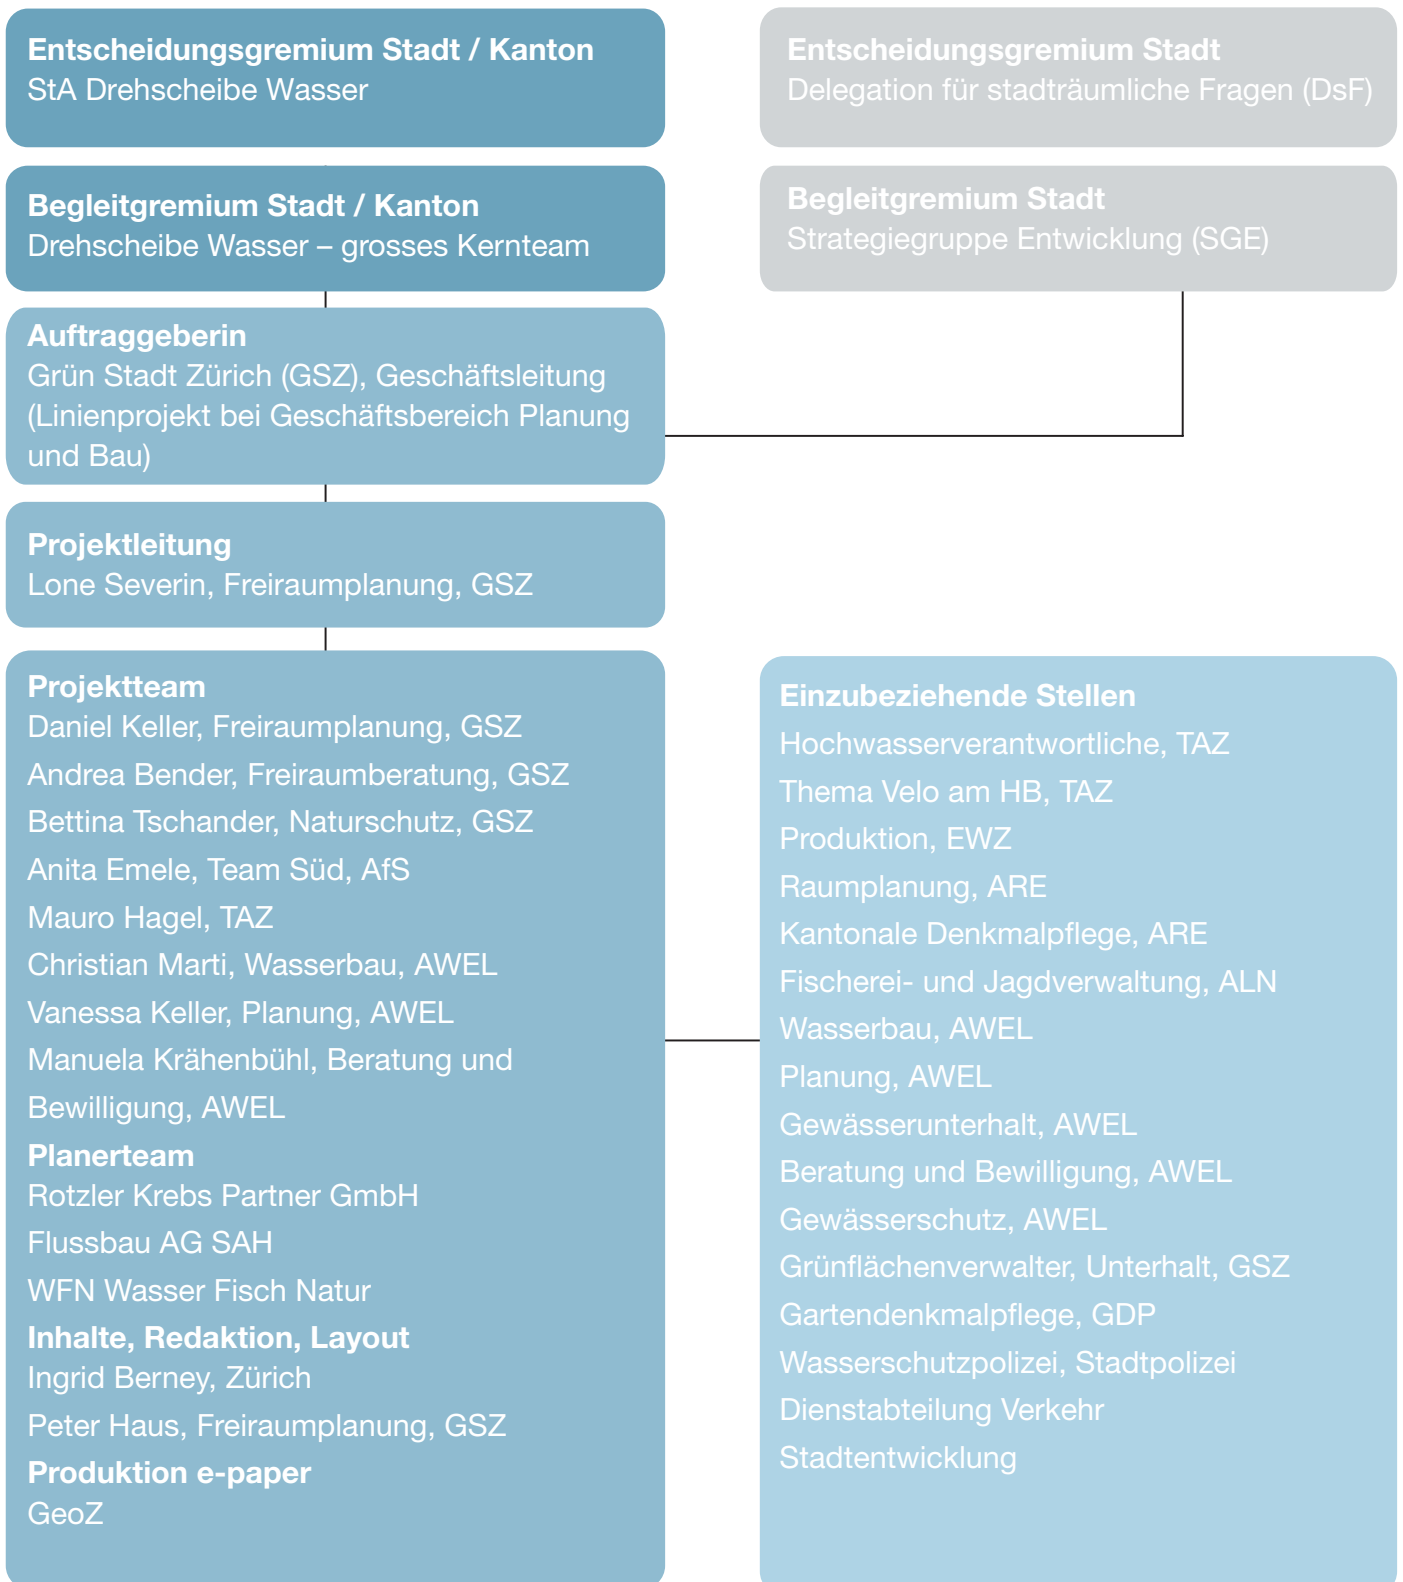 Entscheidungsgremium Stadt / Kanton
StA Drehscheibe Wasser
Entscheidungsgremium Stadt
Delegation für stadträumliche Fragen (DsF)
Begleitgremium Stadt / Kanton
Drehscheibe Wasser – grosses Kernteam
Begleitgremium Stadt
Strategiegruppe Entwicklung (SGE)
Auftraggeberin
Grün Stadt Zürich (GSZ), Geschäftsleitung
(Linienprojekt bei Geschäftsbereich Planung
und Bau)
Projektleitung
Lone Severin, Freiraumplanung, GSZ
Projektteam
Daniel Keller, Freiraumplanung, GSZ
Andrea Bender, Freiraumberatung, GSZ
Bettina Tschander, Naturschutz, GSZ
Anita Emele, Team Süd, AfS
Mauro Hagel, TAZ
Christian Marti, Wasserbau, AWEL
Vanessa Keller, Planung, AWEL
Manuela Krähenbühl, Beratung und
Bewilligung, AWEL
Planerteam
Rotzler Krebs Partner GmbH
Flussbau AG SAH
WFN Wasser Fisch Natur
Inhalte, Redaktion, Layout
Ingrid Berney, Zürich
Peter Haus, Freiraumplanung, GSZ
Produktion e-paper
GeoZ
Einzubeziehende Stellen
Hochwasserverantwortliche, TAZ
Thema Velo am HB, TAZ
Produktion, EWZ
Raumplanung, ARE
Kantonale Denkmalpflege, ARE
Fischerei- und Jagdverwaltung, ALN
Wasserbau, AWEL
Planung, AWEL
Gewässerunterhalt, AWEL
Beratung und Bewilligung, AWEL
Gewässerschutz, AWEL
Grünflächenverwalter, Unterhalt, GSZ
Gartendenkmalpflege, GDP
Wasserschutzpolizei, Stadtpolizei
Dienstabteilung Verkehr
Stadtentwicklung